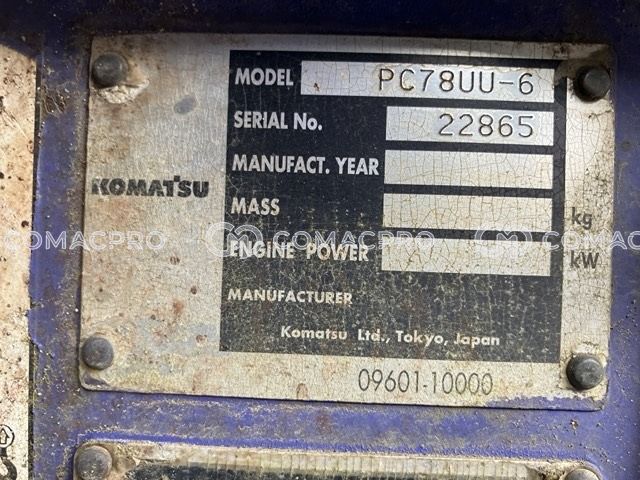 MODEL PC78UU-6
SERIAL No. 22865
MANUFACT. YEAR
KOMATSU
MASS kg
COMACPRO COMACPRO COMACPRO
ENGINE POWER kW
MANUFACTURER
Komatsu Ltd., Tokyo, Japan
09601-10000